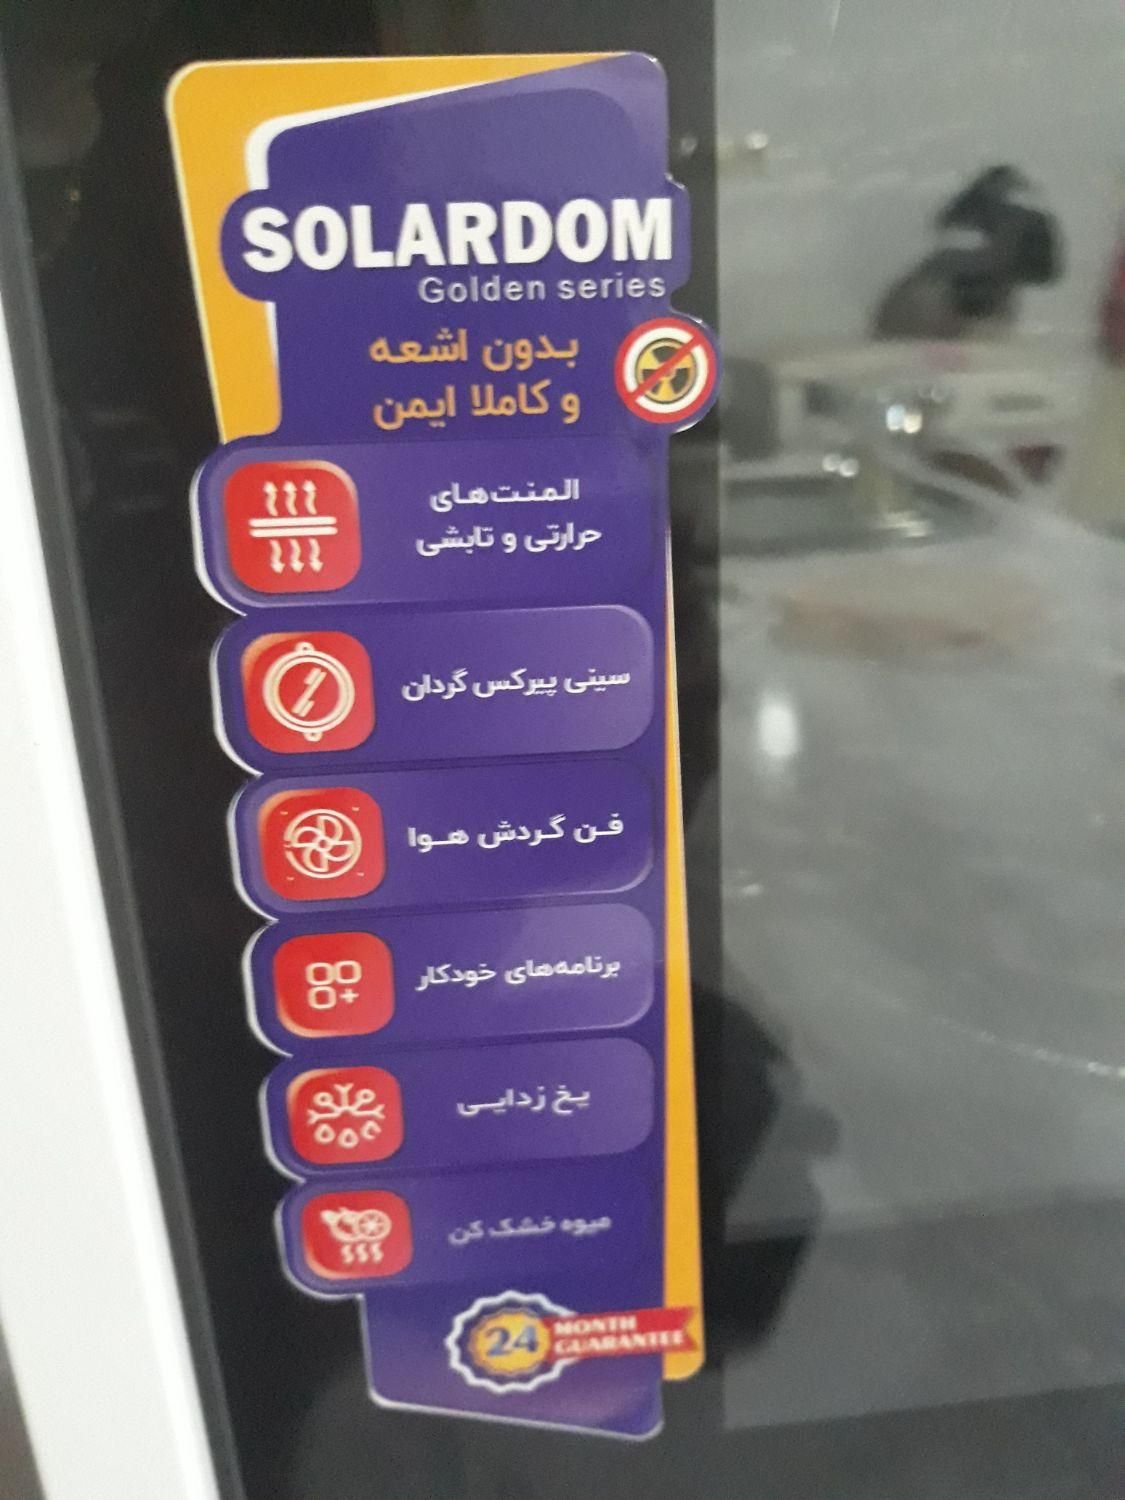 SOLARDOM
Golden series
بدون اشعه
و کاملا ایمن
المنت‌های
حرارتی و تابشی
سینی پیرکس گردان
فن گردش هوا
برنامه‌های خودکار
یخ زدایی
میوه خشک کن
24 MONTH
GUARANTEE